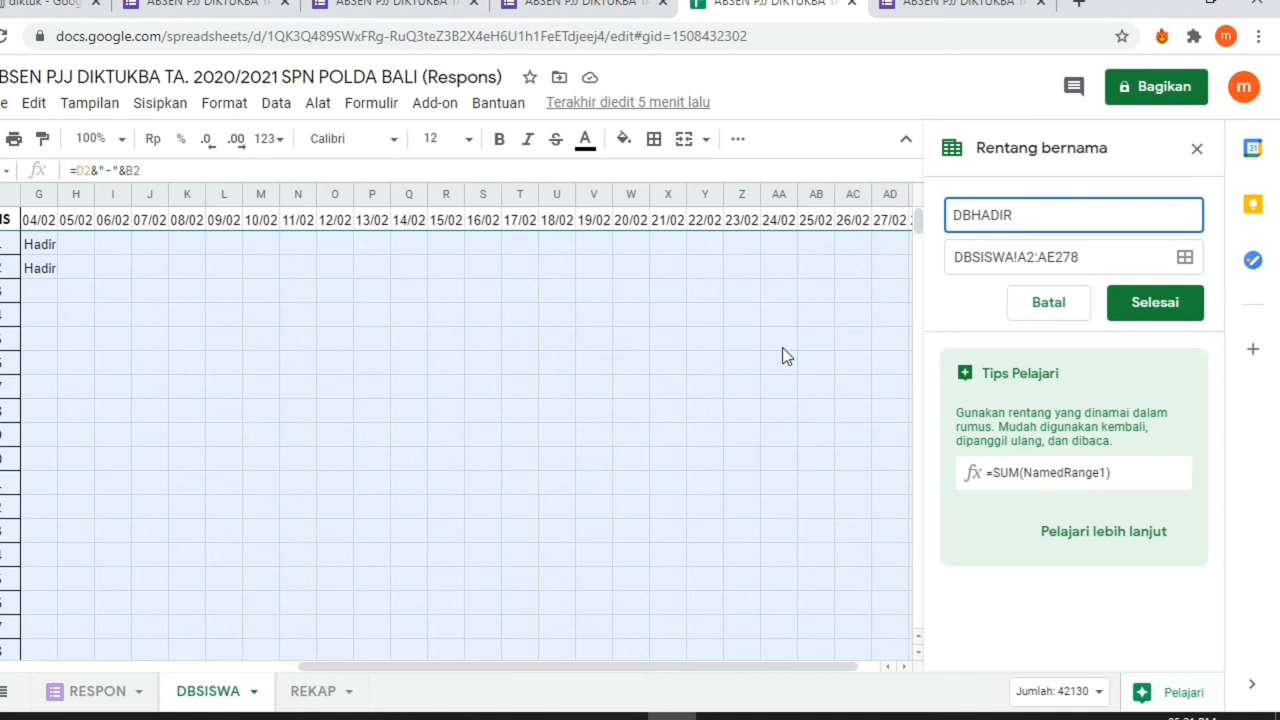 docs.google.com/spreadsheets/d/1QK3Q489SWxFRg-RuQ3teZ3B2X4eH6U1h1FeETdjeej4/edit#gid=1508432302
m
BSEN PJJ DIKTUKBA TA. 2020/2021 SPN POLDA BALI (Respons)
Edit Tampilan Sisipkan Format Data Alat Formulir Add-on Bantuan Terakhir diedit 5 menit lalu
Bagikan
m
100% Rp % .0 .00 123 Calibri 12 B I S A
fx =D2&"-"&B2
G H I J K L M N O P Q R S T U V W X Y Z AA AB AC AD
IS 04/02 05/02 06/02 07/02 08/02 09/02 10/02 11/02 12/02 13/02 14/02 15/02 16/02 17/02 18/02 19/02 20/02 21/02 22/02 23/02 24/02 25/02 26/02 27/02
Hadir
Hadir
Rentang bernama
DBHADIR
DBSISWA!A2:AE278
Batal Selesai
Tips Pelajari
Gunakan rentang yang dinamai dalam
rumus. Mudah digunakan kembali,
dipanggil ulang, dan dibaca.
fx =SUM(NamedRange1)
Pelajari lebih lanjut
RESPON DBSISWA REKAP
Jumlah: 42130 Pelajari